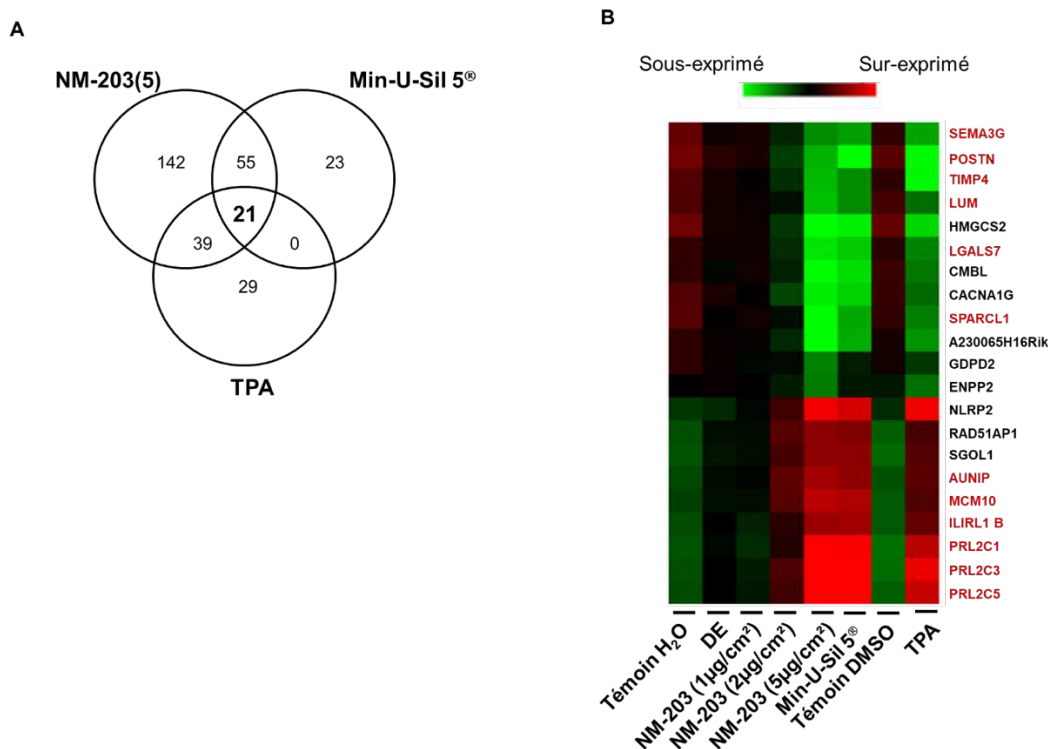 A
NM-203(5)
Min-U-Sil 5®
142
55
23
21
39
0
29
TPA
B
Sous-exprimé
Sur-exprimé
SEMA3G
POSTN
TIMP4
LUM
HMGCS2
LGALS7
CMBL
CACNA1G
SPARCL1
A230065H16Rik
GDPD2
ENPP2
NLRP2
RAD51AP1
SGOL1
AUNIP
MCM10
ILIRL1 B
PRL2C1
PRL2C3
PRL2C5
Témoin H₂O
DE
NM-203 (1µg/cm²)
NM-203 (2µg/cm²)
NM-203 (5µg/cm²)
Min-U-Sil 5®
Témoin DMSO
TPA